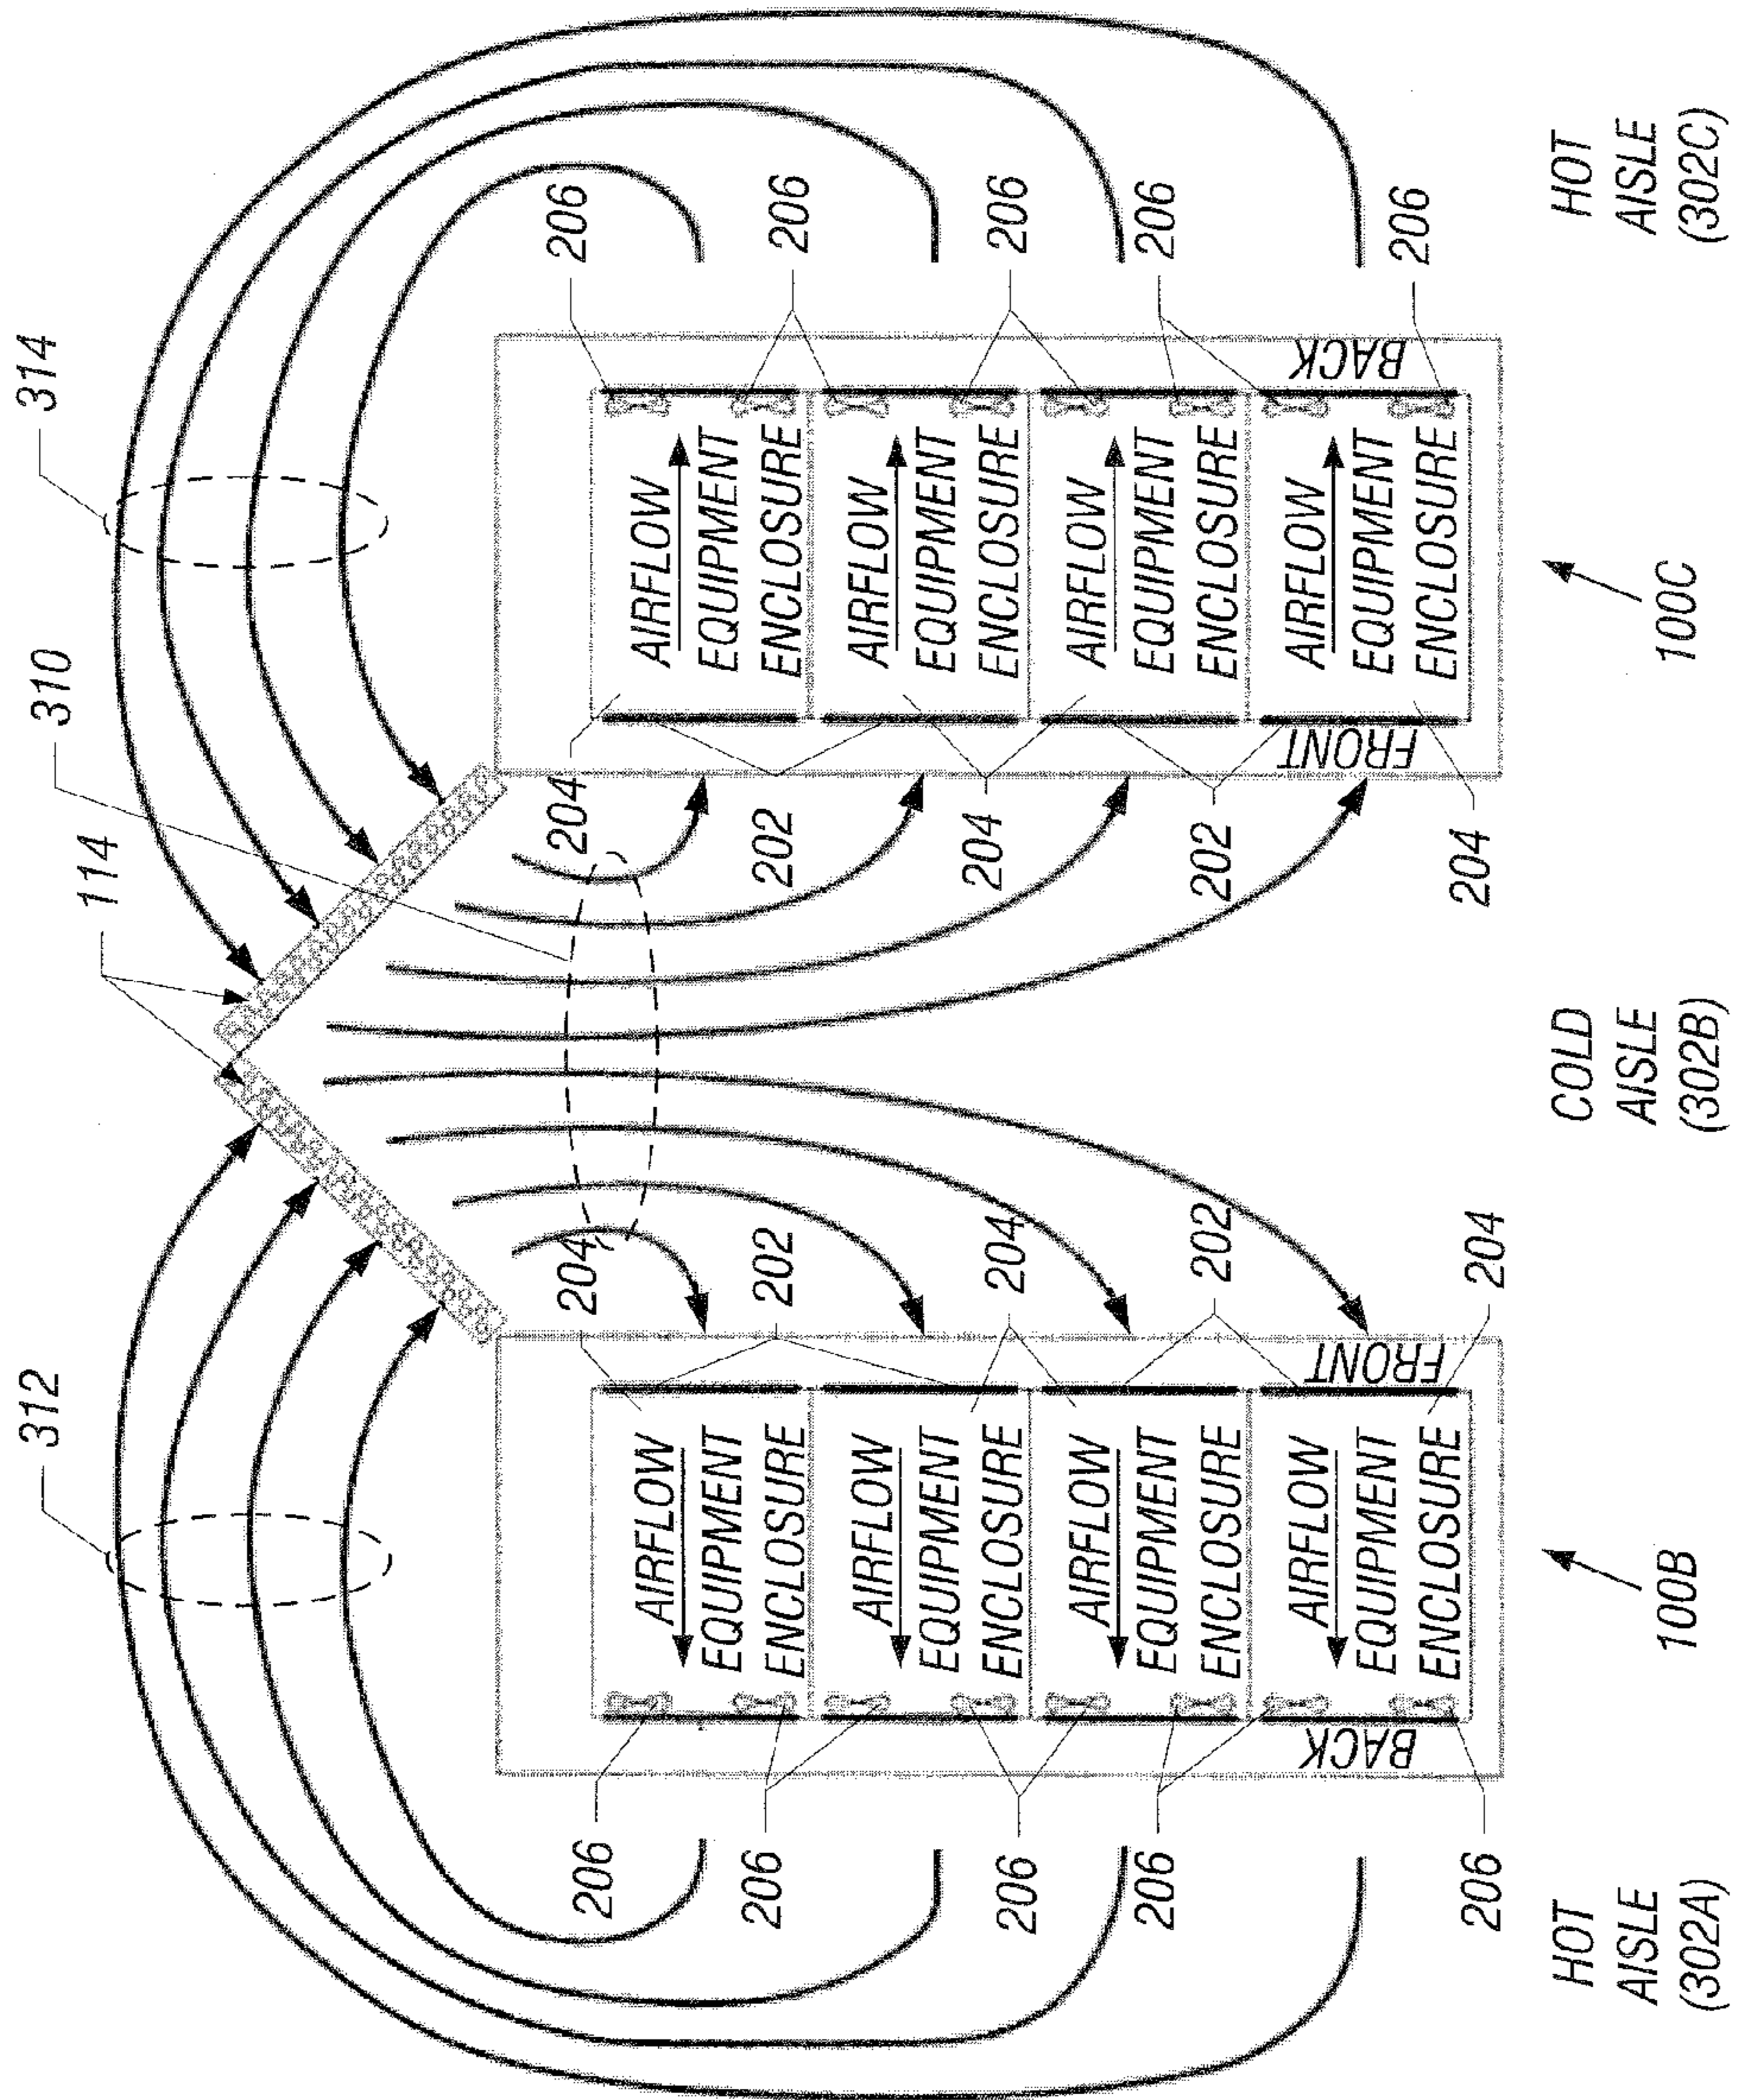 312
114
310
314
206
AIRFLOW
204
204
AIRFLOW
206
EQUIPMENT
EQUIPMENT
206
ENCLOSURE
202
202
ENCLOSURE
206
AIRFLOW
AIRFLOW
EQUIPMENT
EQUIPMENT
206
ENCLOSURE
204
204
ENCLOSURE
206
AIRFLOW
AIRFLOW
206
EQUIPMENT
EQUIPMENT
206
ENCLOSURE
202
202
ENCLOSURE
BACK
AIRFLOW
FRONT
FRONT
AIRFLOW
BACK
EQUIPMENT
EQUIPMENT
206
ENCLOSURE
204
204
ENCLOSURE
206
HOT
AISLE
(302A)
100B
COLD
AISLE
(302B)
100C
HOT
AISLE
(302C)